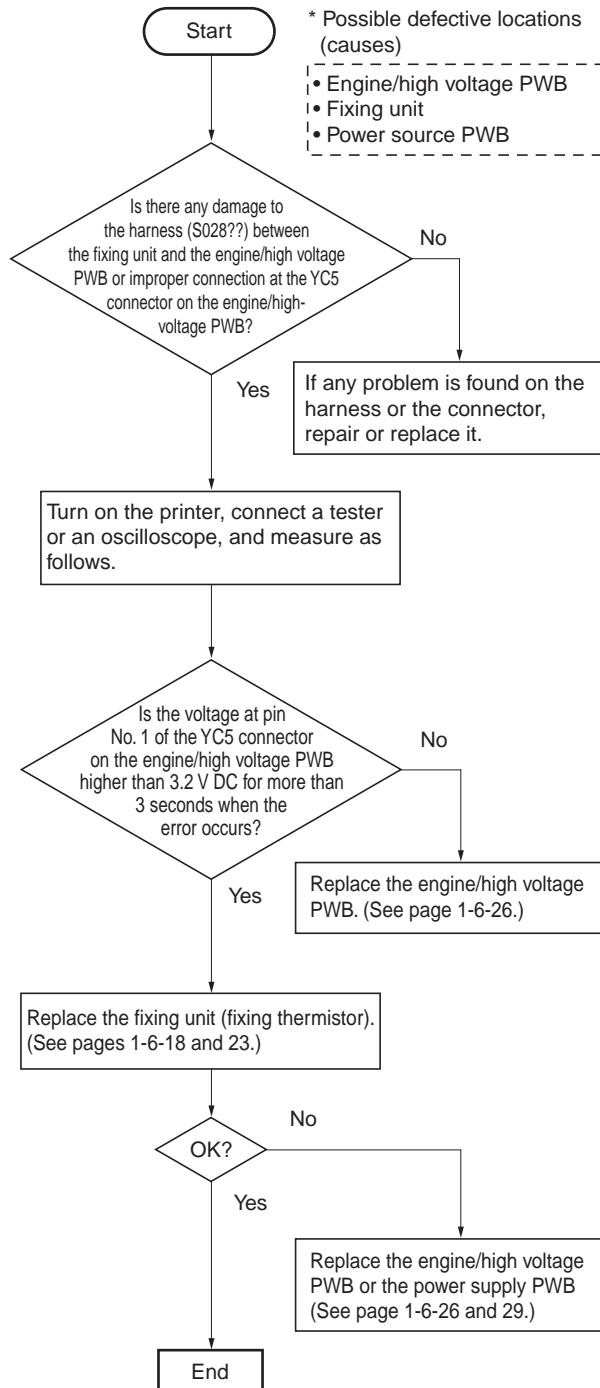 Start
* Possible defective locations
(causes)
• Engine/high voltage PWB
• Fixing unit
• Power source PWB
Is there any damage to
the harness (S028??) between
the fixing unit and the engine/high voltage
PWB or improper connection at the YC5
connector on the engine/high-
voltage PWB?
No
Yes
If any problem is found on the
harness or the connector,
repair or replace it.
Turn on the printer, connect a tester
or an oscilloscope, and measure as
follows.
Is the voltage at pin
No. 1 of the YC5 connector
on the engine/high voltage PWB
higher than 3.2 V DC for more than
3 seconds when the
error occurs?
No
Yes
Replace the engine/high voltage
PWB. (See page 1-6-26.)
Replace the fixing unit (fixing thermistor).
(See pages 1-6-18 and 23.)
OK?
No
Yes
Replace the engine/high voltage
PWB or the power supply PWB
(See page 1-6-26 and 29.)
End